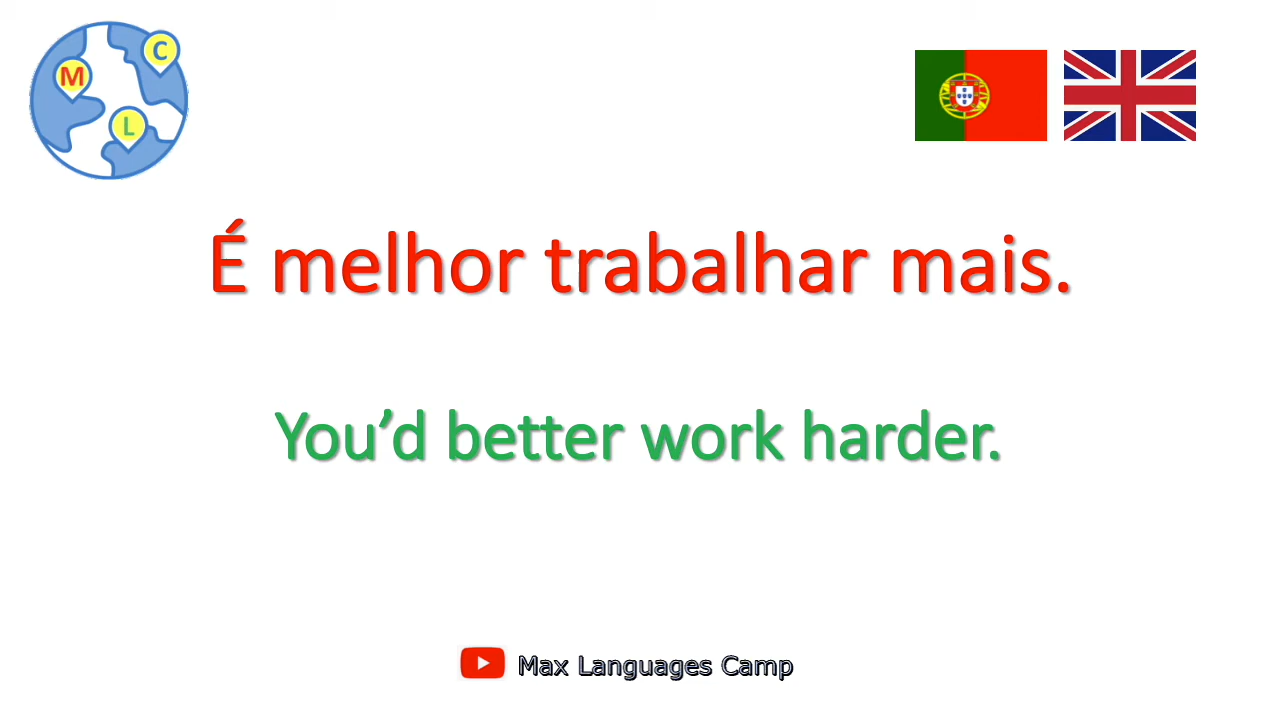 M
C
L
É melhor trabalhar mais.
You’d better work harder.
Max Languages Camp